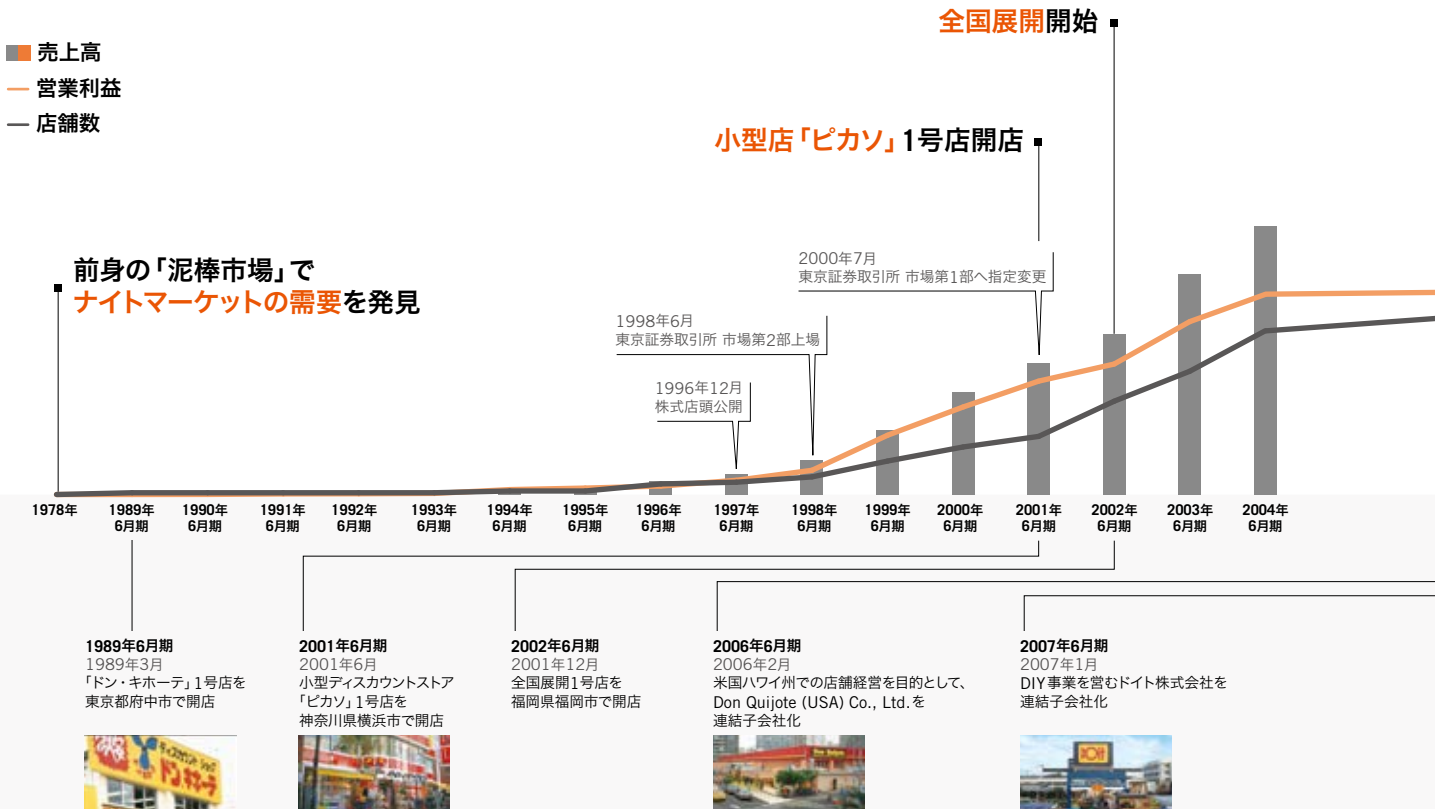 売上高
営業利益
店舗数
全国展開開始
小型店「ピカソ」1号店開店
前身の「泥棒市場」で
ナイトマーケットの需要を発見
2000年7月
東京証券取引所 市場第1部へ指定変更
1998年6月
東京証券取引所 市場第2部上場
1996年12月
株式店頭公開
1978年 1989年 1990年 1991年 1992年 1993年 1994年 1995年 1996年 1997年 1998年 1999年 2000年 2001年 2002年 2003年 2004年
6月期 6月期 6月期 6月期 6月期 6月期 6月期 6月期 6月期 6月期 6月期 6月期 6月期 6月期 6月期 6月期
1989年6月期
1989年3月
「ドン・キホーテ」1号店を
東京都府中市で開店
2001年6月期
2001年6月
小型ディスカウントストア
「ピカソ」1号店を
神奈川県横浜市で開店
2002年6月期
2001年12月
全国展開1号店を
福岡県福岡市で開店
2006年6月期
2006年2月
米国ハワイ州での店舗経営を目的として、
Don Quijote (USA) Co., Ltd.を
連結子会社化
2007年6月期
2007年1月
DIY事業を営むドイト株式会社を
連結子会社化
ディスカウント ショップ
ドン.キホーテ
Don Quijote
DOIT